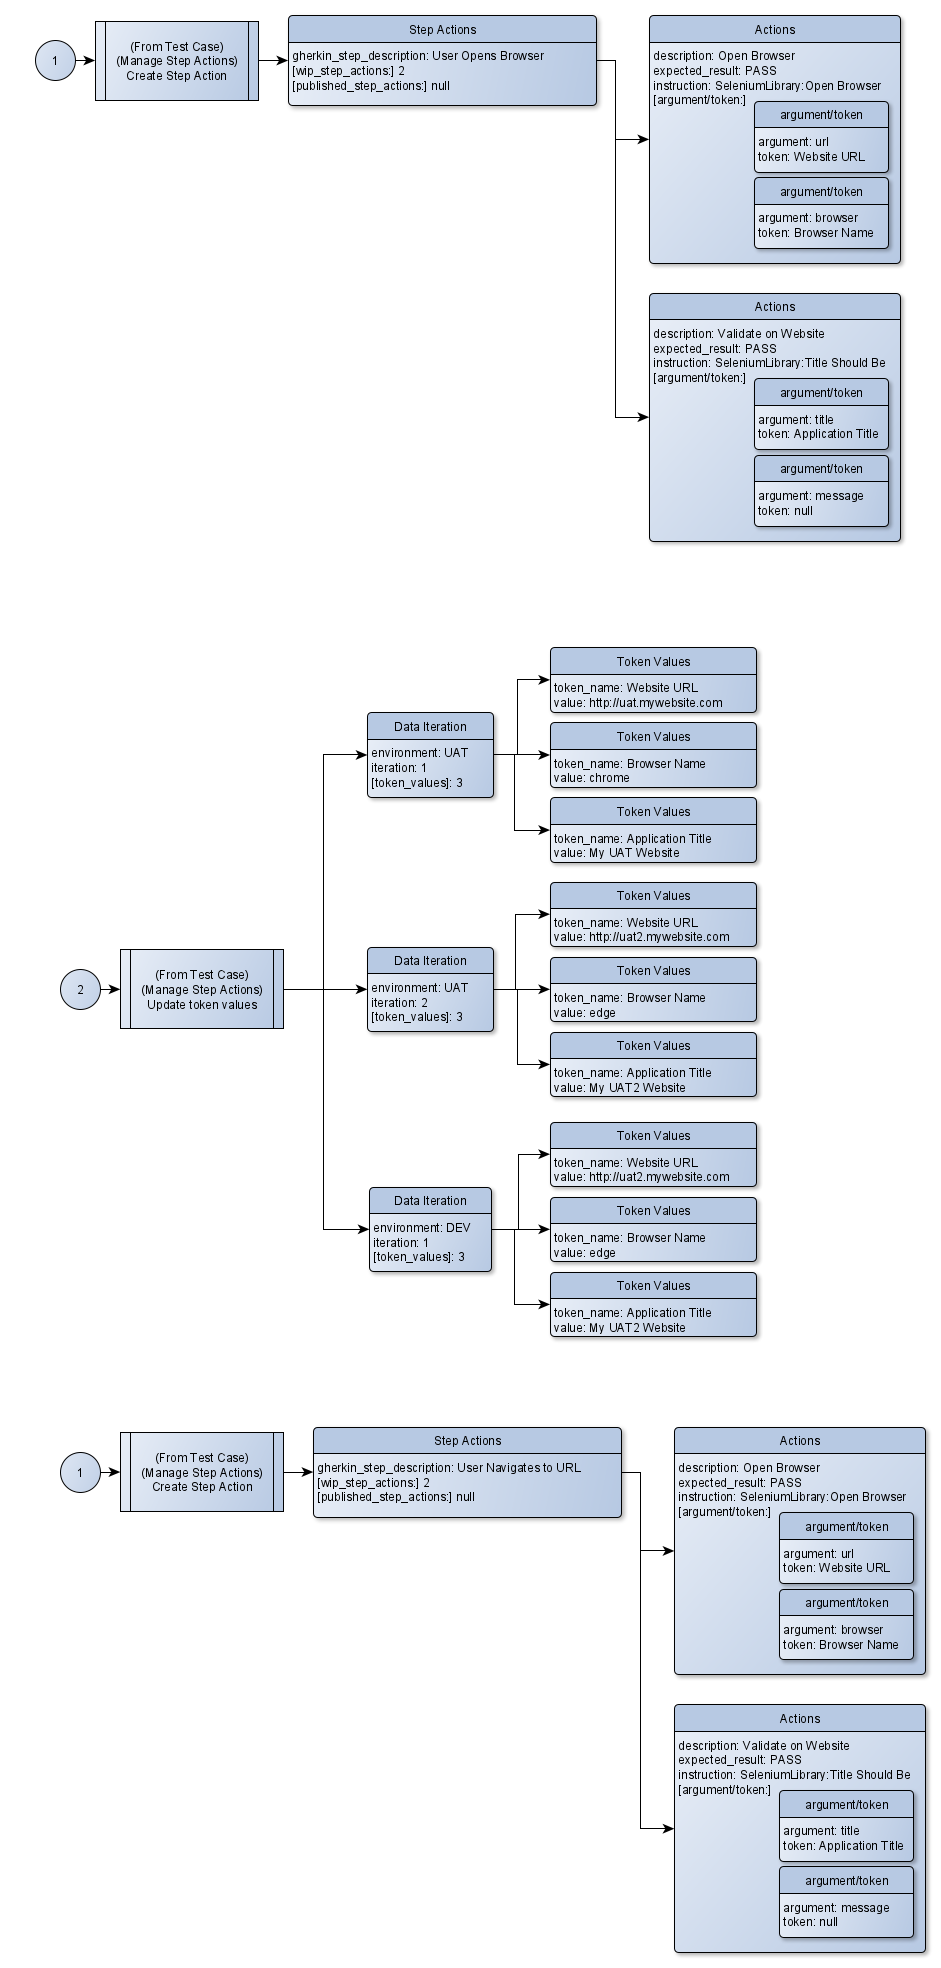 1
(From Test Case)
(Manage Step Actions)
Create Step Action
Step Actions
gherkin_step_description: User Opens Browser
[wip_step_actions:] 2
[published_step_actions:] null
Actions
description: Open Browser
expected_result: PASS
instruction: SeleniumLibrary:Open Browser
[argument/token:]
argument/token
argument: url
token: Website URL
argument/token
argument: browser
token: Browser Name
Actions
description: Validate on Website
expected_result: PASS
instruction: SeleniumLibrary:Title Should Be
[argument/token:]
argument/token
argument: title
token: Application Title
argument/token
argument: message
token: null
2
(From Test Case)
(Manage Step Actions)
Update token values
Data Iteration
environment: UAT
iteration: 1
[token_values]: 3
Token Values
token_name: Website URL
value: http://uat.mywebsite.com
Token Values
token_name: Browser Name
value: chrome
Token Values
token_name: Application Title
value: My UAT Website
Data Iteration
environment: UAT
iteration: 2
[token_values]: 3
Token Values
token_name: Website URL
value: http://uat2.mywebsite.com
Token Values
token_name: Browser Name
value: edge
Token Values
token_name: Application Title
value: My UAT2 Website
Data Iteration
environment: DEV
iteration: 1
[token_values]: 3
Token Values
token_name: Website URL
value: http://uat2.mywebsite.com
Token Values
token_name: Browser Name
value: edge
Token Values
token_name: Application Title
value: My UAT2 Website
1
(From Test Case)
(Manage Step Actions)
Create Step Action
Step Actions
gherkin_step_description: User Navigates to URL
[wip_step_actions:] 2
[published_step_actions:] null
Actions
description: Open Browser
expected_result: PASS
instruction: SeleniumLibrary:Open Browser
[argument/token:]
argument/token
argument: url
token: Website URL
argument/token
argument: browser
token: Browser Name
Actions
description: Validate on Website
expected_result: PASS
instruction: SeleniumLibrary:Title Should Be
[argument/token:]
argument/token
argument: title
token: Application Title
argument/token
argument: message
token: null